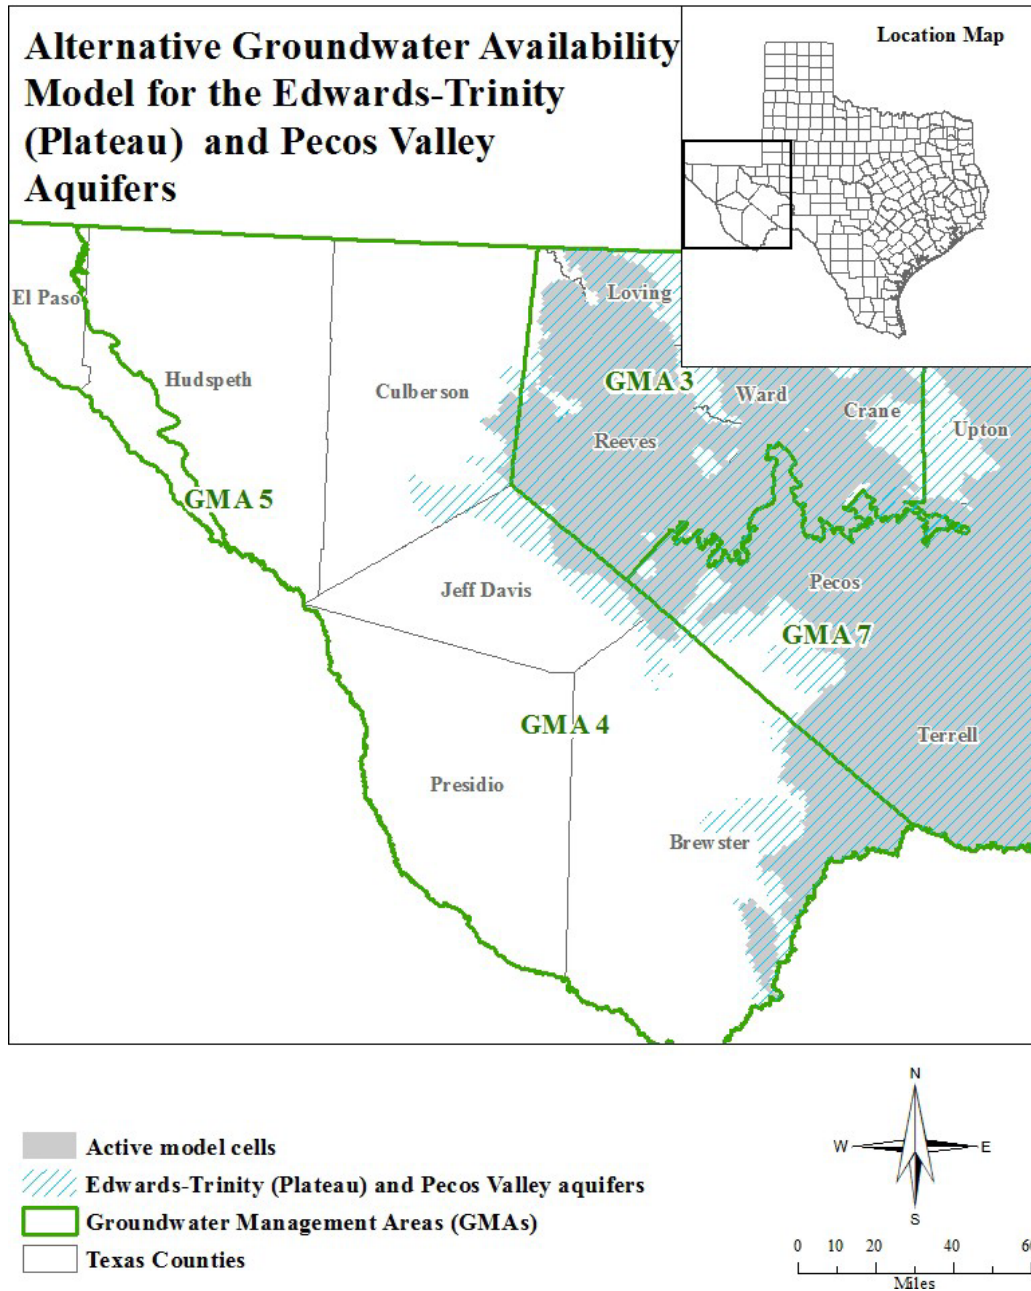 Alternative Groundwater Availability
Model for the Edwards-Trinity
(Plateau) and Pecos Valley
Aquifers
Location Map
El Paso
Hudspeth
Culberson
Loving
GMA 3
Ward
Crane
Upton
Reeves
GMA 5
Jeff Davis
Pecos
GMA 7
GMA 4
Terrell
Presidio
Brewster
Active model cells
Edwards-Trinity (Plateau) and Pecos Valley aquifers
Groundwater Management Areas (GMAs)
Texas Counties
N
W
E
S
0 10 20 40 60
Miles